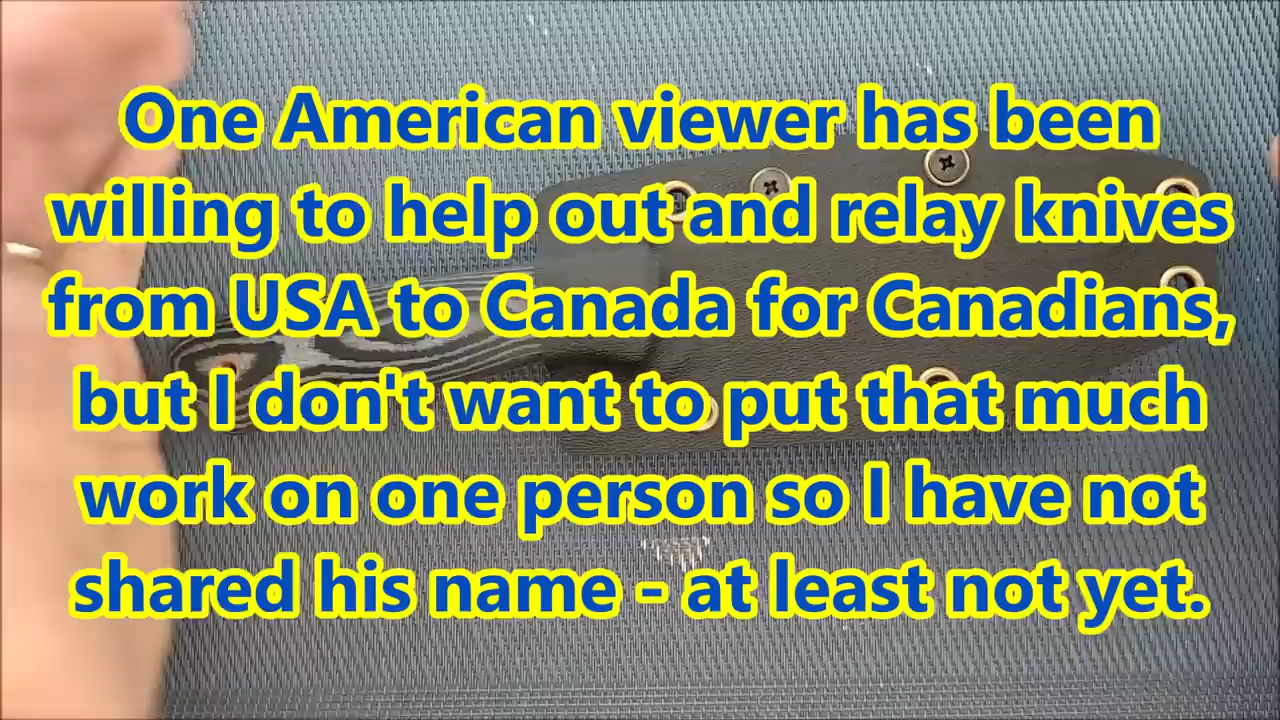 One American viewer has been
willing to help out and relay knives
from USA to Canada for Canadians,
but I don't want to put that much
work on one person so I have not
shared his name - at least not yet.